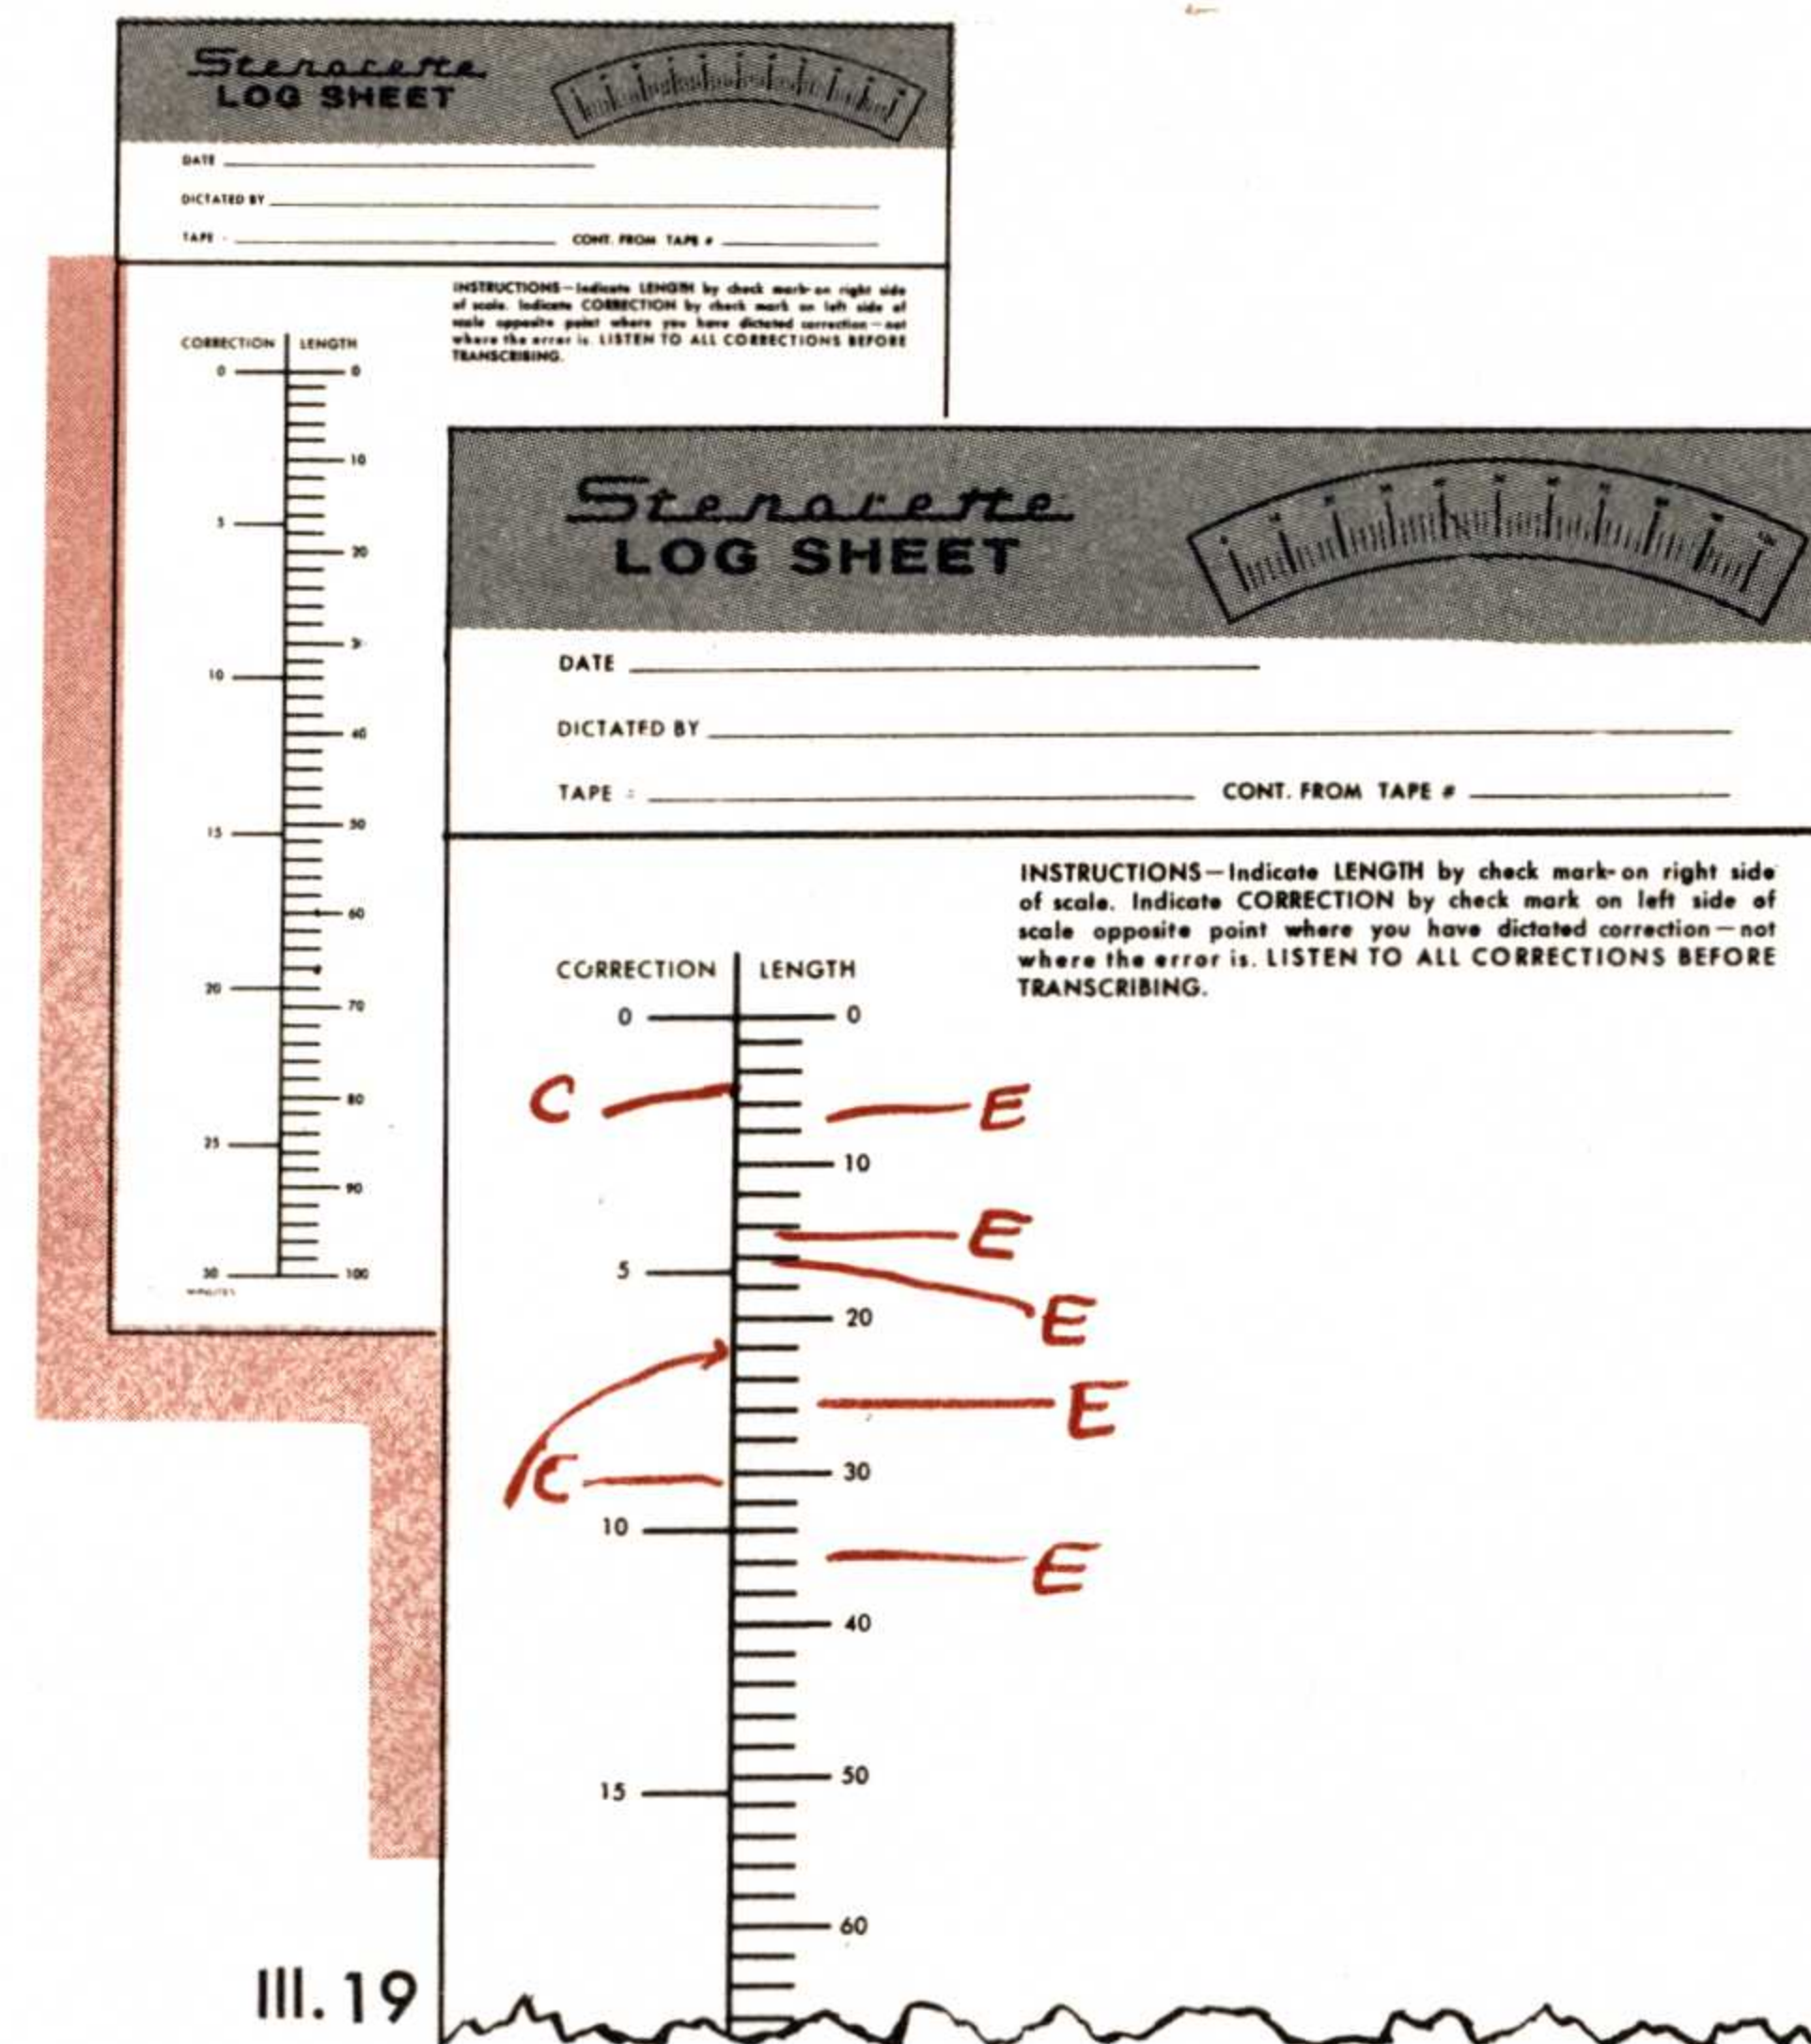 Stenorette
LOG SHEET
DATE
DICTATED BY
TAPE
CONT. FROM TAPE #
INSTRUCTIONS—Indicate LENGTH by check mark on right side
of scale. Indicate CORRECTION by check mark on left side of
scale opposite point where you have dictated correction—not
where the error is. LISTEN TO ALL CORRECTIONS BEFORE
TRANSCRIBING.
CORRECTION LENGTH
0 0
10
5
20
10
40
15 50
60
20
70
80
25
90
30 100
MINUTES
Stenorette
LOG SHEET
DATE
DICTATED BY
TAPE :
CONT. FROM TAPE #
INSTRUCTIONS—Indicate LENGTH by check mark on right side
of scale. Indicate CORRECTION by check mark on left side of
scale opposite point where you have dictated correction—not
where the error is. LISTEN TO ALL CORRECTIONS BEFORE
TRANSCRIBING.
CORRECTION LENGTH
0 0
C E
10
E
5
E
20
E
C 30
10
E
40
15 50
60
III.19